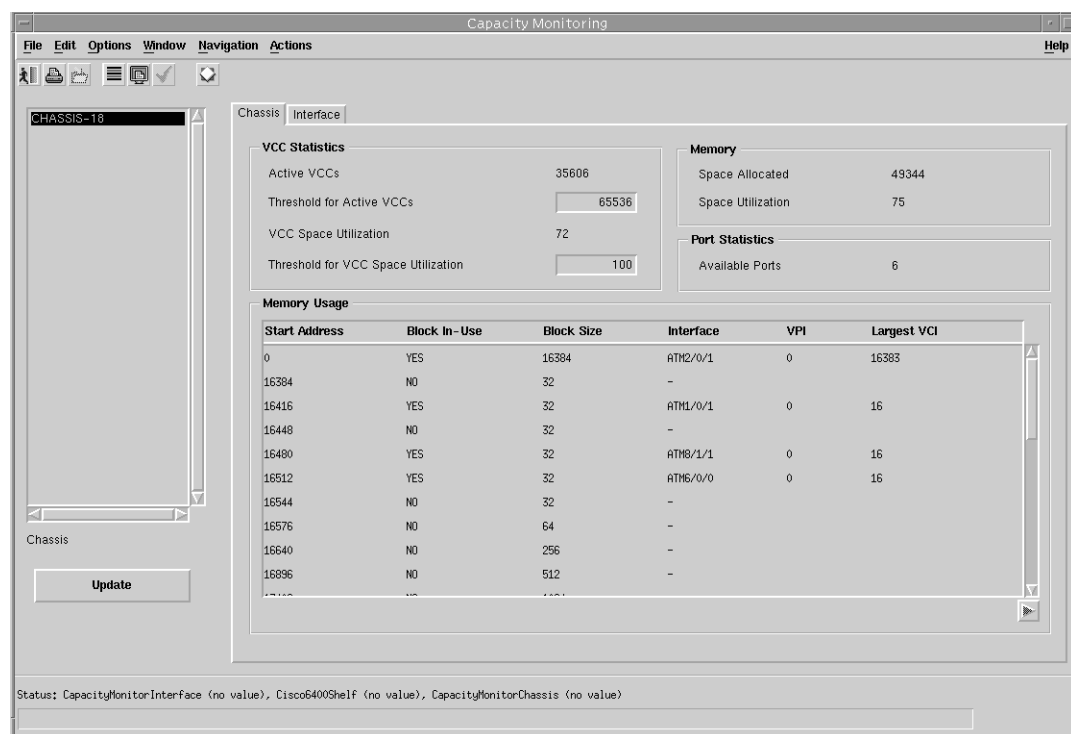 Capacity Monitoring
File Edit Options Window Navigation Actions Help
CHASSIS-18
Chassis Interface
VCC Statistics
Active VCCs 35606
Threshold for Active VCCs 65536
VCC Space Utilization 72
Threshold for VCC Space Utilization 100
Memory
Space Allocated 49344
Space Utilization 75
Port Statistics
Available Ports 6
Memory Usage
Start Address Block In-Use Block Size Interface VPI Largest VCI
0 YES 16384 ATM2/0/1 0 16383
16384 NO 32 -
16416 YES 32 ATM1/0/1 0 16
16448 NO 32 -
16480 YES 32 ATM8/1/1 0 16
16512 YES 32 ATM6/0/0 0 16
16544 NO 32 -
16576 NO 64 -
16640 NO 256 -
16896 NO 512 -
Chassis
Update
Status: CapacityMonitorInterface (no value), Cisco6400Shelf (no value), CapacityMonitorChassis (no value)